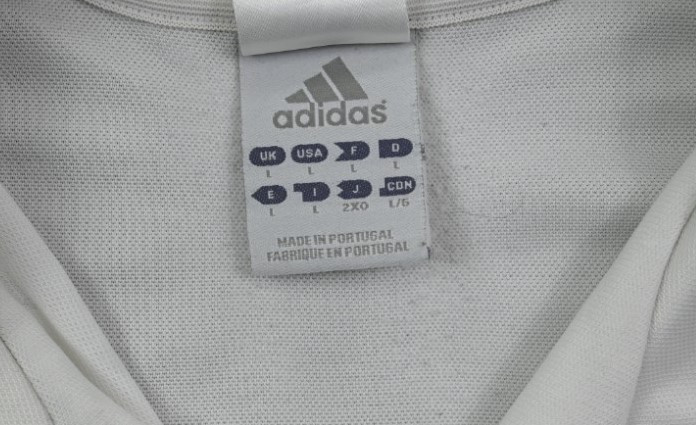 adidas
UK USA F D
L L L L
E I J CDN
L L 2XO L/G
MADE IN PORTUGAL
FABRIQUE EN PORTUGAL